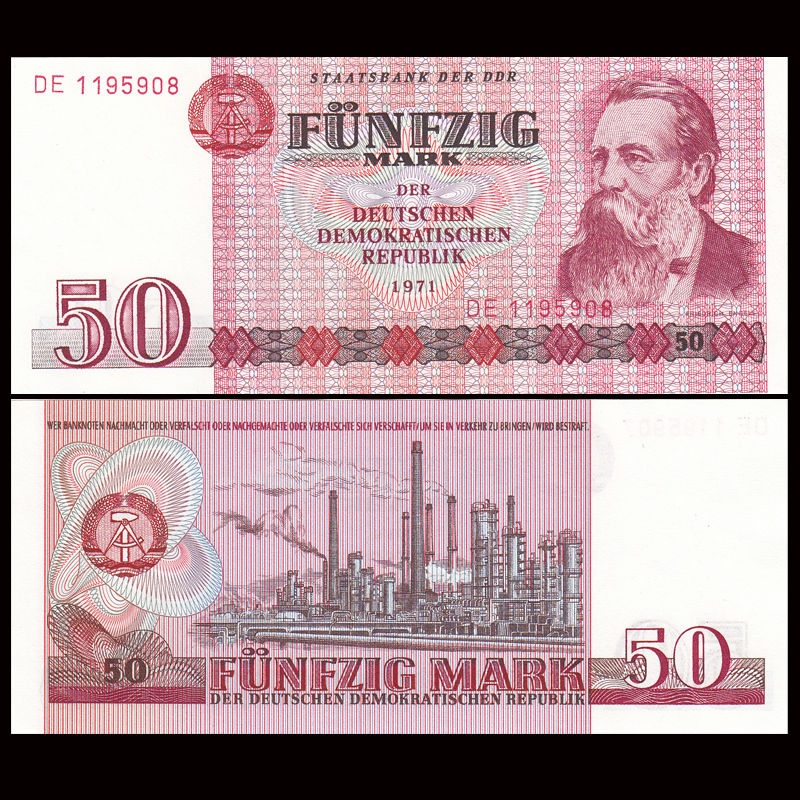 DE 1195908
STAATSBANK DER DDR
FÜNFZIG
MARK
DER
DEUTSCHEN
DEMOKRATISCHEN
REPUBLIK
1971
DE 1195908
50
50
WER BANKNOTEN NACHMACHT ODER VERFÄLSCHT ODER NACHGEMACHTE ODER VERFÄLSCHTE SICH VERSCHAFFT/UM SIE IN VERKEHR ZU BRINGEN/WIRD BESTRAFT.
50
FÜNFZIG MARK
DER DEUTSCHEN DEMOKRATISCHEN REPUBLIK
50